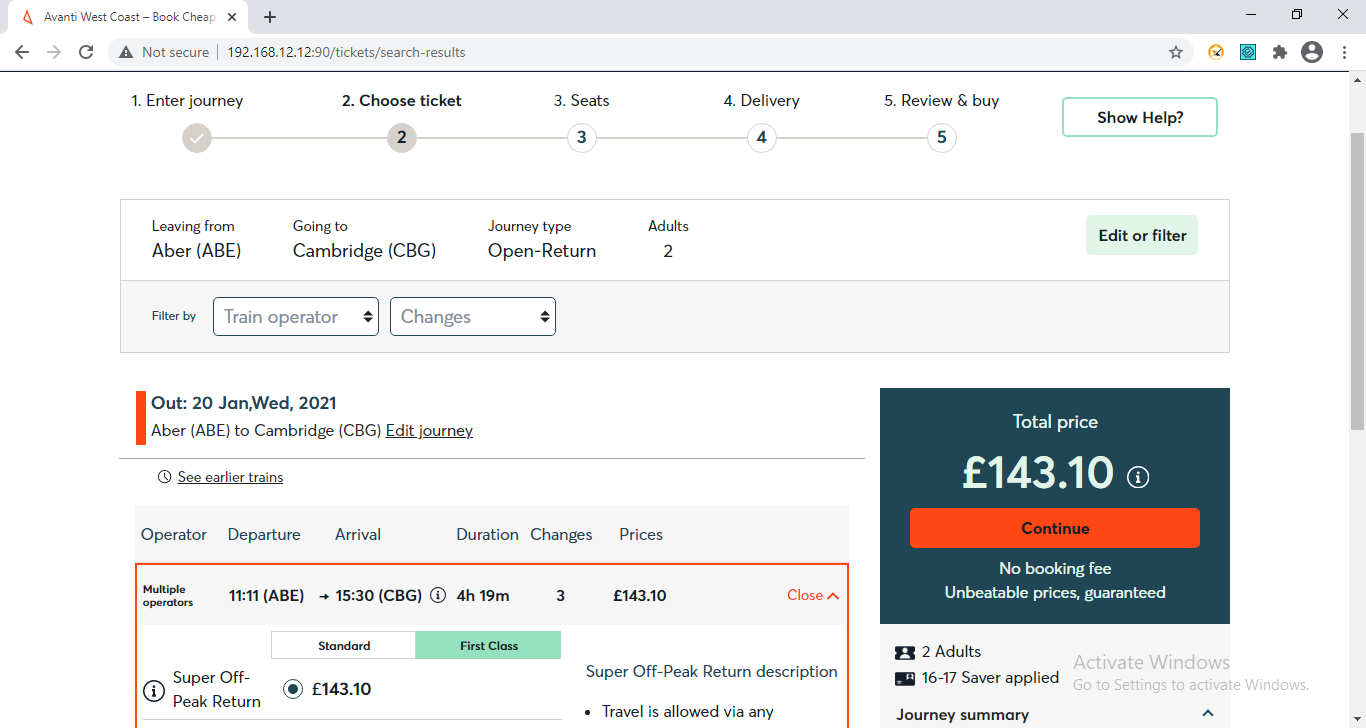 Avanti West Coast – Book Cheap
Not secure 192.168.12.12:90/tickets/search-results
1. Enter journey 2. Choose ticket 3. Seats 4. Delivery 5. Review & buy
Show Help?
2 3 4 5
Leaving from Going to Journey type Adults
Aber (ABE) Cambridge (CBG) Open-Return 2
Edit or filter
Filter by Train operator Changes
Out: 20 Jan,Wed, 2021
Aber (ABE) to Cambridge (CBG) Edit journey
See earlier trains
Operator Departure Arrival Duration Changes Prices
Multiple
operators
11:11 (ABE) → 15:30 (CBG) i 4h 19m 3 £143.10 Close
Standard First Class
Super Off-
Peak Return
£143.10
Super Off-Peak Return description
• Travel is allowed via any
Total price
£143.10 i
Continue
No booking fee
Unbeatable prices, guaranteed
2 Adults
16-17 Saver applied
Journey summary
Activate Windows
Go to Settings to activate Windows.